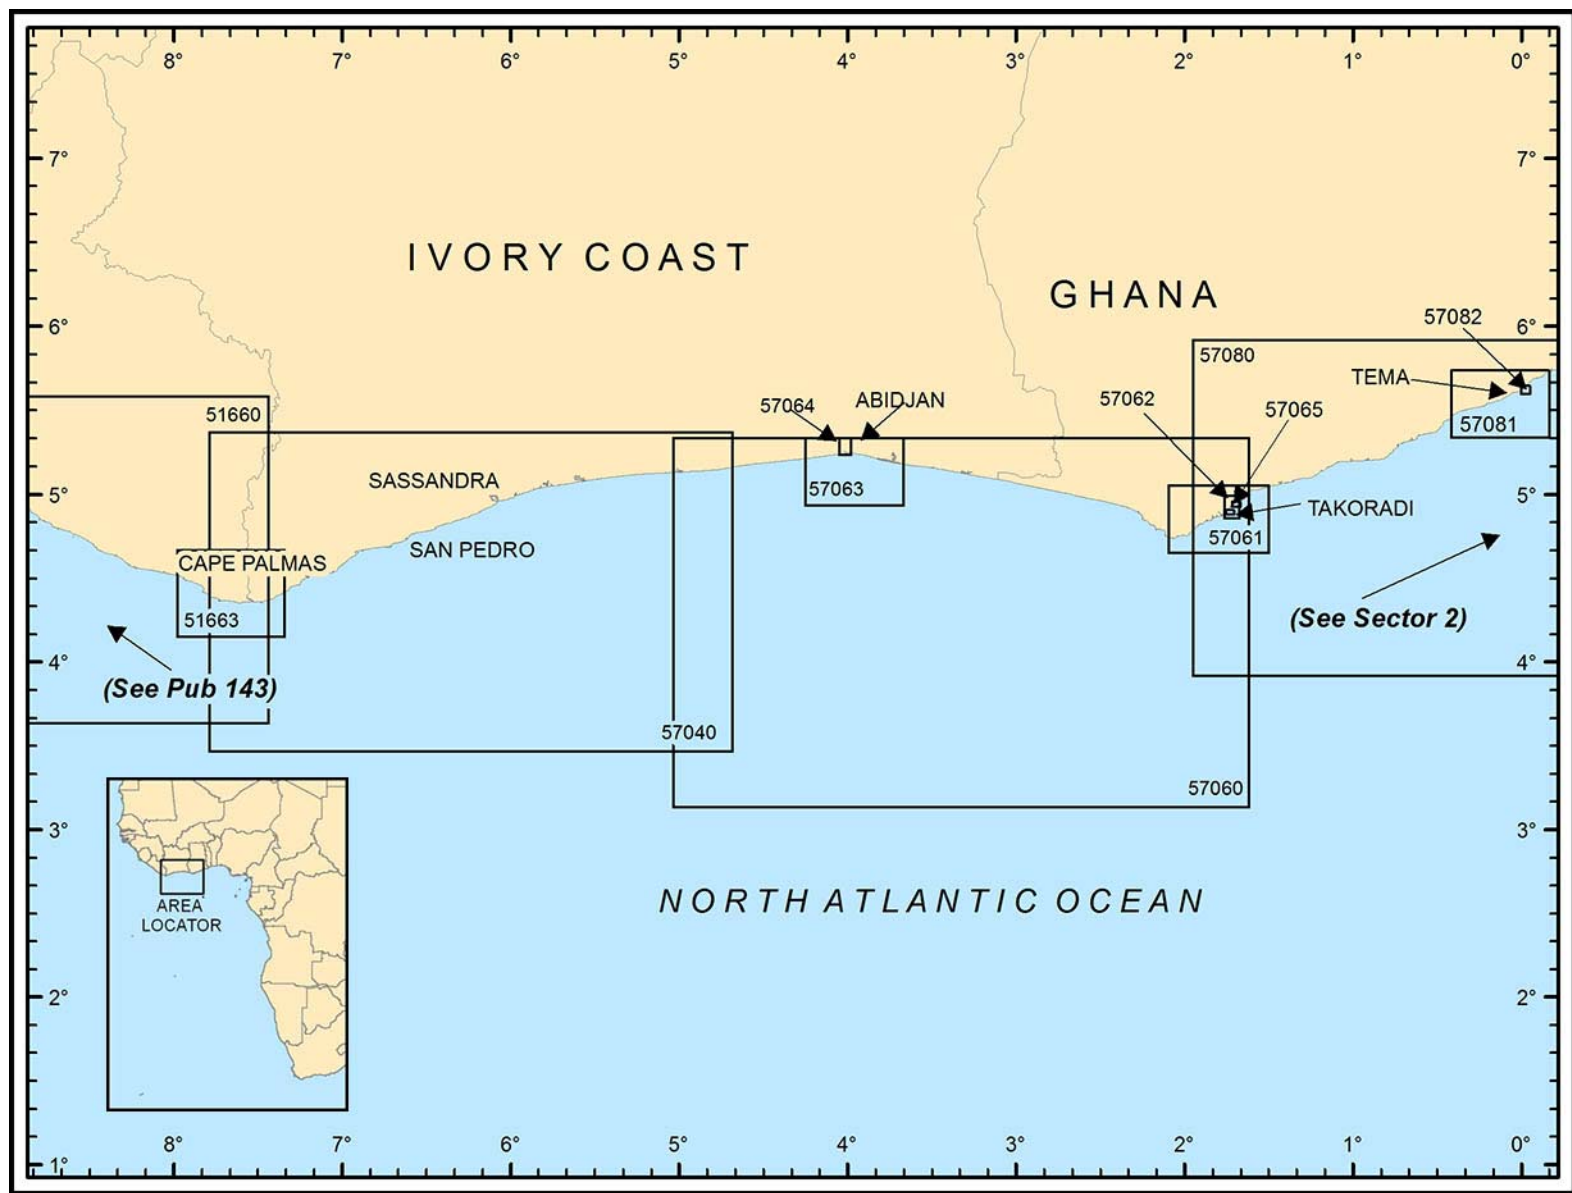 8° 7° 6° 5° 4° 3° 2° 1° 0°
7° 7°
IVORY COAST
GHANA
57082
6° 6°
57080
TEMA
57064 ABIDJAN
57062
57065
51660
57081
SASSANDRA
57063
5° 5°
TAKORADI
57061
SAN PEDRO
CAPE PALMAS
51663
(See Sector 2)
4° 4°
(See Pub 143)
57040
57060
3° 3°
NORTH ATLANTIC OCEAN
AREA
LOCATOR
2° 2°
8° 7° 6° 5° 4° 3° 2° 1° 0°
1° 1°